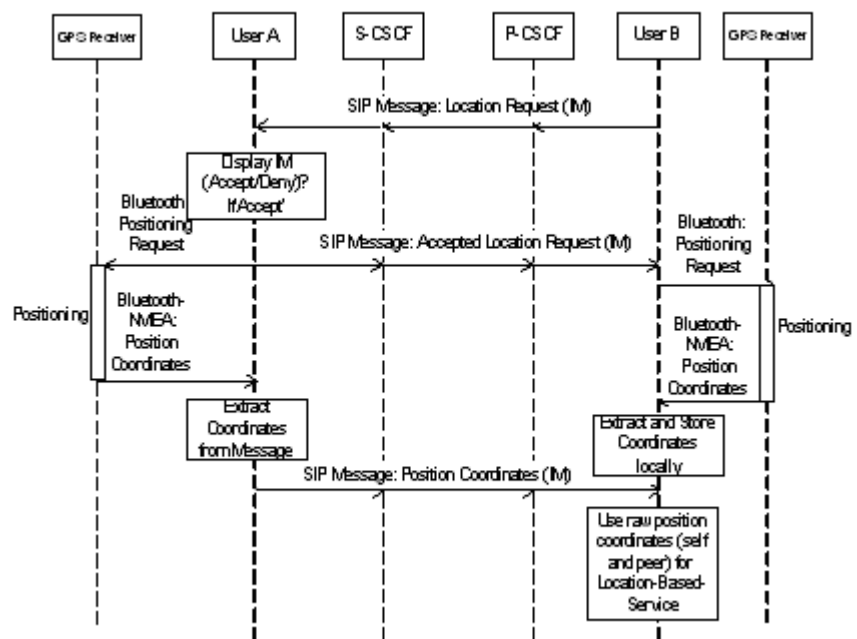 GPS Receiver
User A
S-CSCF
P-CSCF
User B
GPS Receiver
SIP Message: Location Request (IM)
Display IM
(Accept/Deny)?
If Accept'
Bluetooth:
Positioning
Request
SIP Message: Accepted Location Request (IM)
Bluetooth:
Positioning
Request
Positioning
Bluetooth-
NMEA:
Position
Coordinates
Bluetooth-
NMEA:
Position
Coordinates
Positioning
Extract
Coordinates
from Message
Extract and Store
Coordinates
locally
SIP Message: Position Coordinates (IM)
Use raw position
coordinates (self
and peer) for
Location-Based-
Service